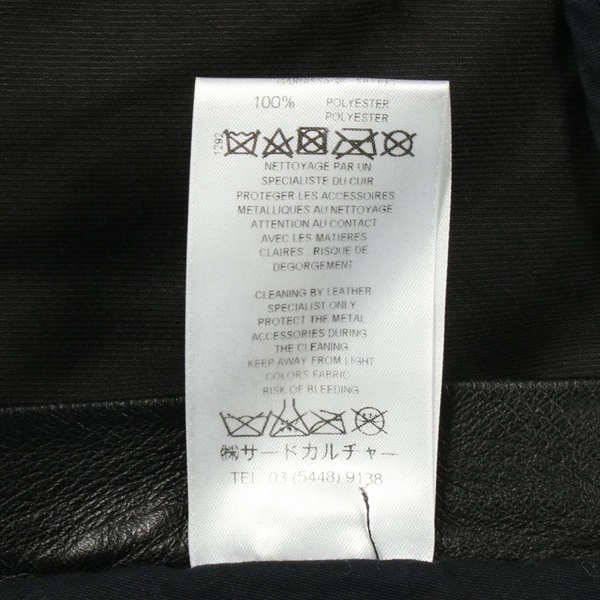 100% POLYESTER
POLYESTER
1292
NETTOYAGE PAR UN
SPECIALISTE DU CUIR
PROTEGER LES ACCESSOIRES
METALLIQUES AU NETTOYAGE
ATTENTION AU CONTACT
AVEC LES MATIERES
CLAIRES RISQUE DE
DEGORGEMENT
CLEANING BY LEATHER
SPECIALIST ONLY
PROTECT THE METAL
ACCESSORIES DURING
THE CLEANING
KEEP AWAY FROM LIGHT
COLORS FABRIC
RISK OF BLEEDING
㈱サードカルチャー
TEL 03 (5448) 9138